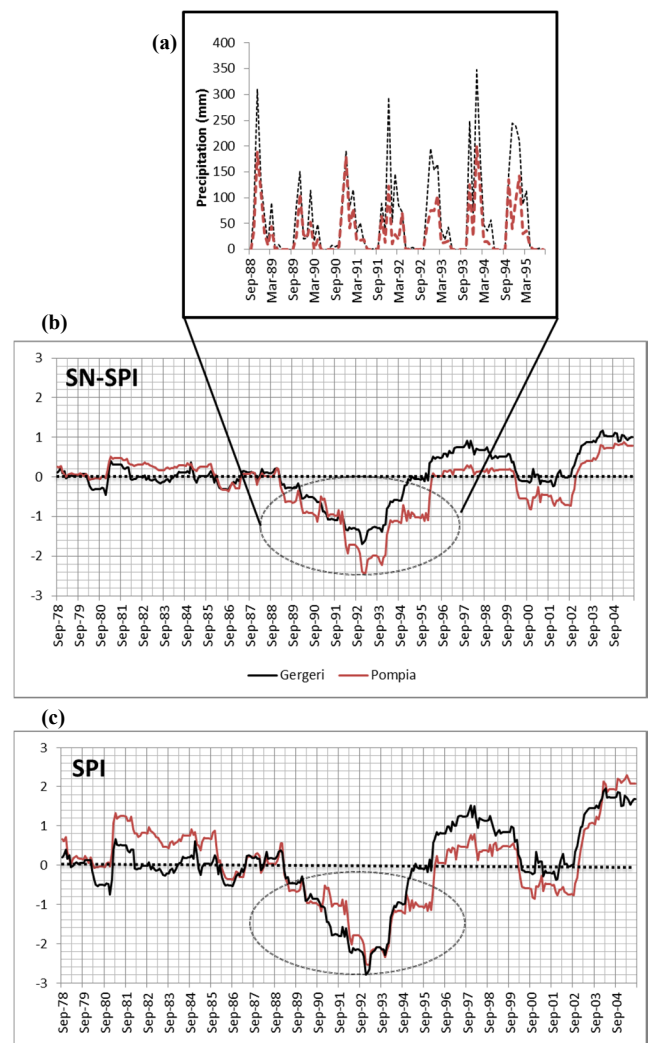 (a)
Precipitation (mm)
400
350
300
250
200
150
100
50
0
Sep-88
Mar-89
Sep-89
Mar-90
Sep-90
Mar-91
Sep-91
Mar-92
Sep-92
Mar-93
Sep-93
Mar-94
Sep-94
Mar-95
(b)
SN-SPI
3
2
1
0
-1
-2
-3
Sep-78
Sep-79
Sep-80
Sep-81
Sep-82
Sep-83
Sep-84
Sep-85
Sep-86
Sep-87
Sep-88
Sep-89
Sep-90
Sep-91
Sep-92
Sep-93
Sep-94
Sep-95
Sep-96
Sep-97
Sep-98
Sep-99
Sep-00
Sep-01
Sep-02
Sep-03
Sep-04
Gergeri Pompia
(c)
SPI
3
2
1
0
-1
-2
-3
Sep-78
Sep-79
Sep-80
Sep-81
Sep-82
Sep-83
Sep-84
Sep-85
Sep-86
Sep-87
Sep-88
Sep-89
Sep-90
Sep-91
Sep-92
Sep-93
Sep-94
Sep-95
Sep-96
Sep-97
Sep-98
Sep-99
Sep-00
Sep-01
Sep-02
Sep-03
Sep-04